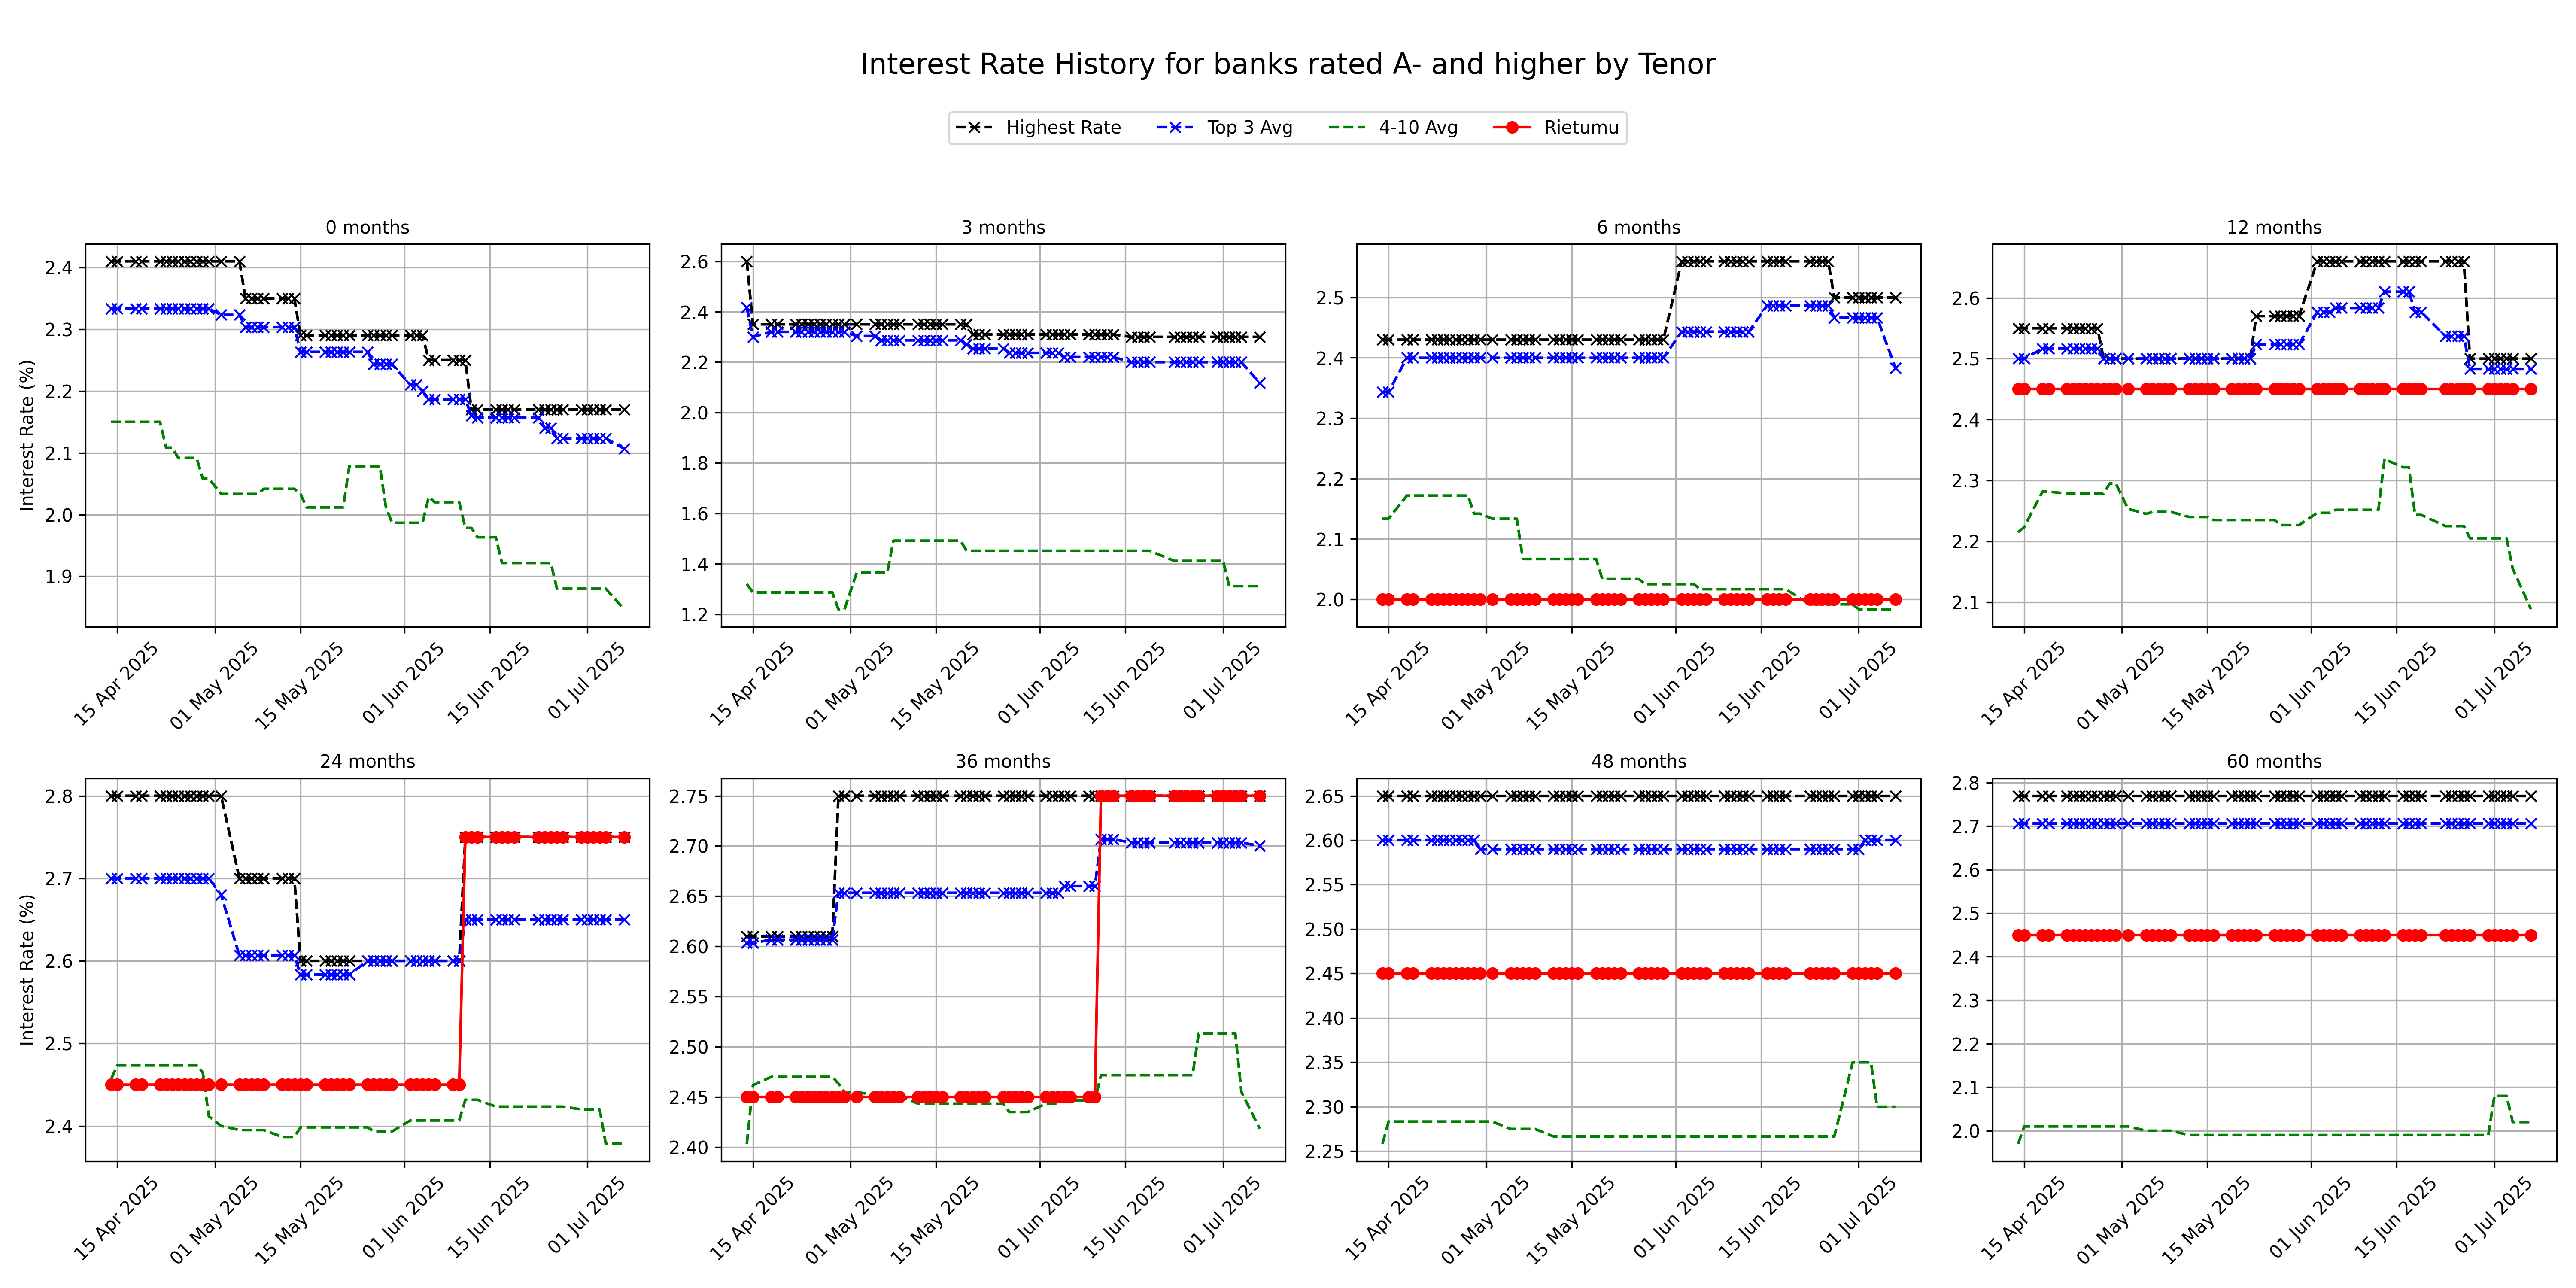 Interest Rate History for banks rated A- and higher by Tenor
Highest Rate Top 3 Avg 4-10 Avg Rietumu
0 months
Interest Rate (%)
2.4
2.3
2.2
2.1
2.0
1.9
15 Apr 2025 01 May 2025 15 May 2025 01 Jun 2025 15 Jun 2025 01 Jul 2025
3 months
2.6
2.4
2.2
2.0
1.8
1.6
1.4
1.2
15 Apr 2025 01 May 2025 15 May 2025 01 Jun 2025 15 Jun 2025 01 Jul 2025
6 months
2.5
2.4
2.3
2.2
2.1
2.0
15 Apr 2025 01 May 2025 15 May 2025 01 Jun 2025 15 Jun 2025 01 Jul 2025
12 months
2.6
2.5
2.4
2.3
2.2
2.1
15 Apr 2025 01 May 2025 15 May 2025 01 Jun 2025 15 Jun 2025 01 Jul 2025
24 months
Interest Rate (%)
2.8
2.7
2.6
2.5
2.4
15 Apr 2025 01 May 2025 15 May 2025 01 Jun 2025 15 Jun 2025 01 Jul 2025
36 months
2.75
2.70
2.65
2.60
2.55
2.50
2.45
2.40
15 Apr 2025 01 May 2025 15 May 2025 01 Jun 2025 15 Jun 2025 01 Jul 2025
48 months
2.65
2.60
2.55
2.50
2.45
2.40
2.35
2.30
2.25
15 Apr 2025 01 May 2025 15 May 2025 01 Jun 2025 15 Jun 2025 01 Jul 2025
60 months
2.8
2.7
2.6
2.5
2.4
2.3
2.2
2.1
2.0
15 Apr 2025 01 May 2025 15 May 2025 01 Jun 2025 15 Jun 2025 01 Jul 2025